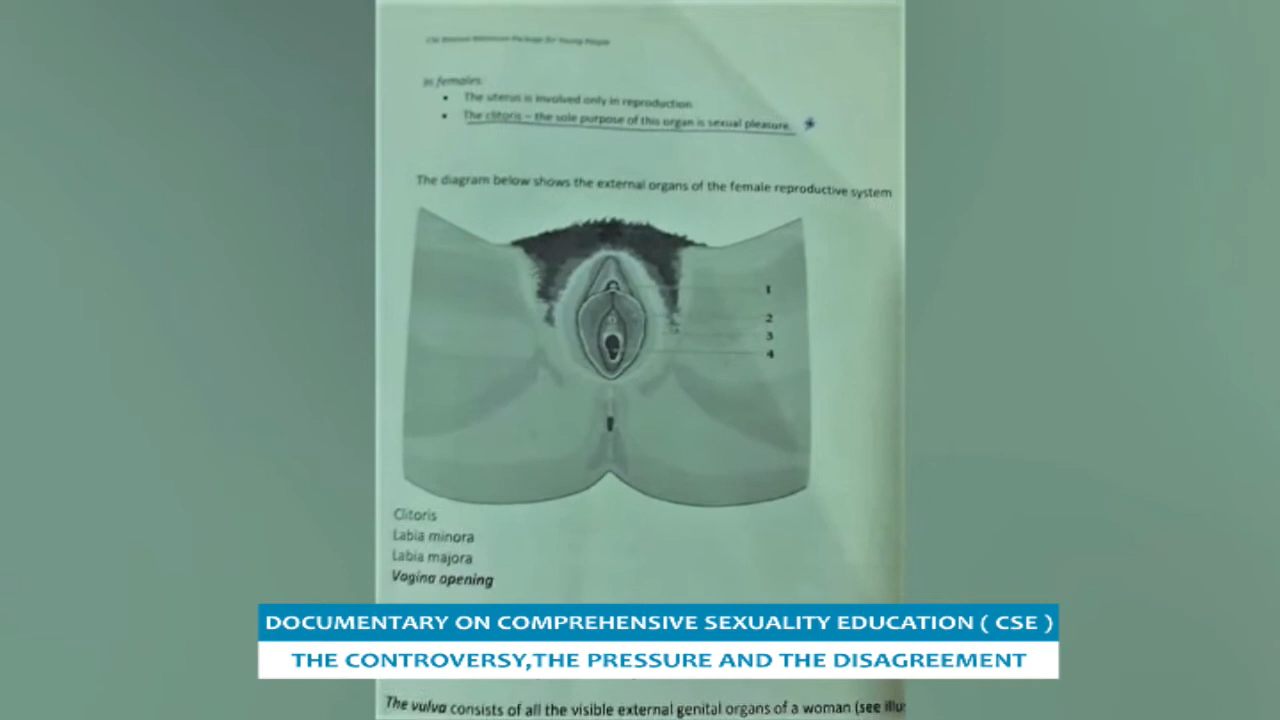 In females:
• The uterus is involved only in reproduction
• The clitoris – the sole purpose of this organ is sexual pleasure.
The diagram below shows the external organs of the female reproductive system
1
2
3
4
Clitoris
Labia minora
Labia majora
Vagina opening
DOCUMENTARY ON COMPREHENSIVE SEXUALITY EDUCATION ( CSE )
THE CONTROVERSY,THE PRESSURE AND THE DISAGREEMENT
The vulva consists of all the visible external genital organs of a woman (see